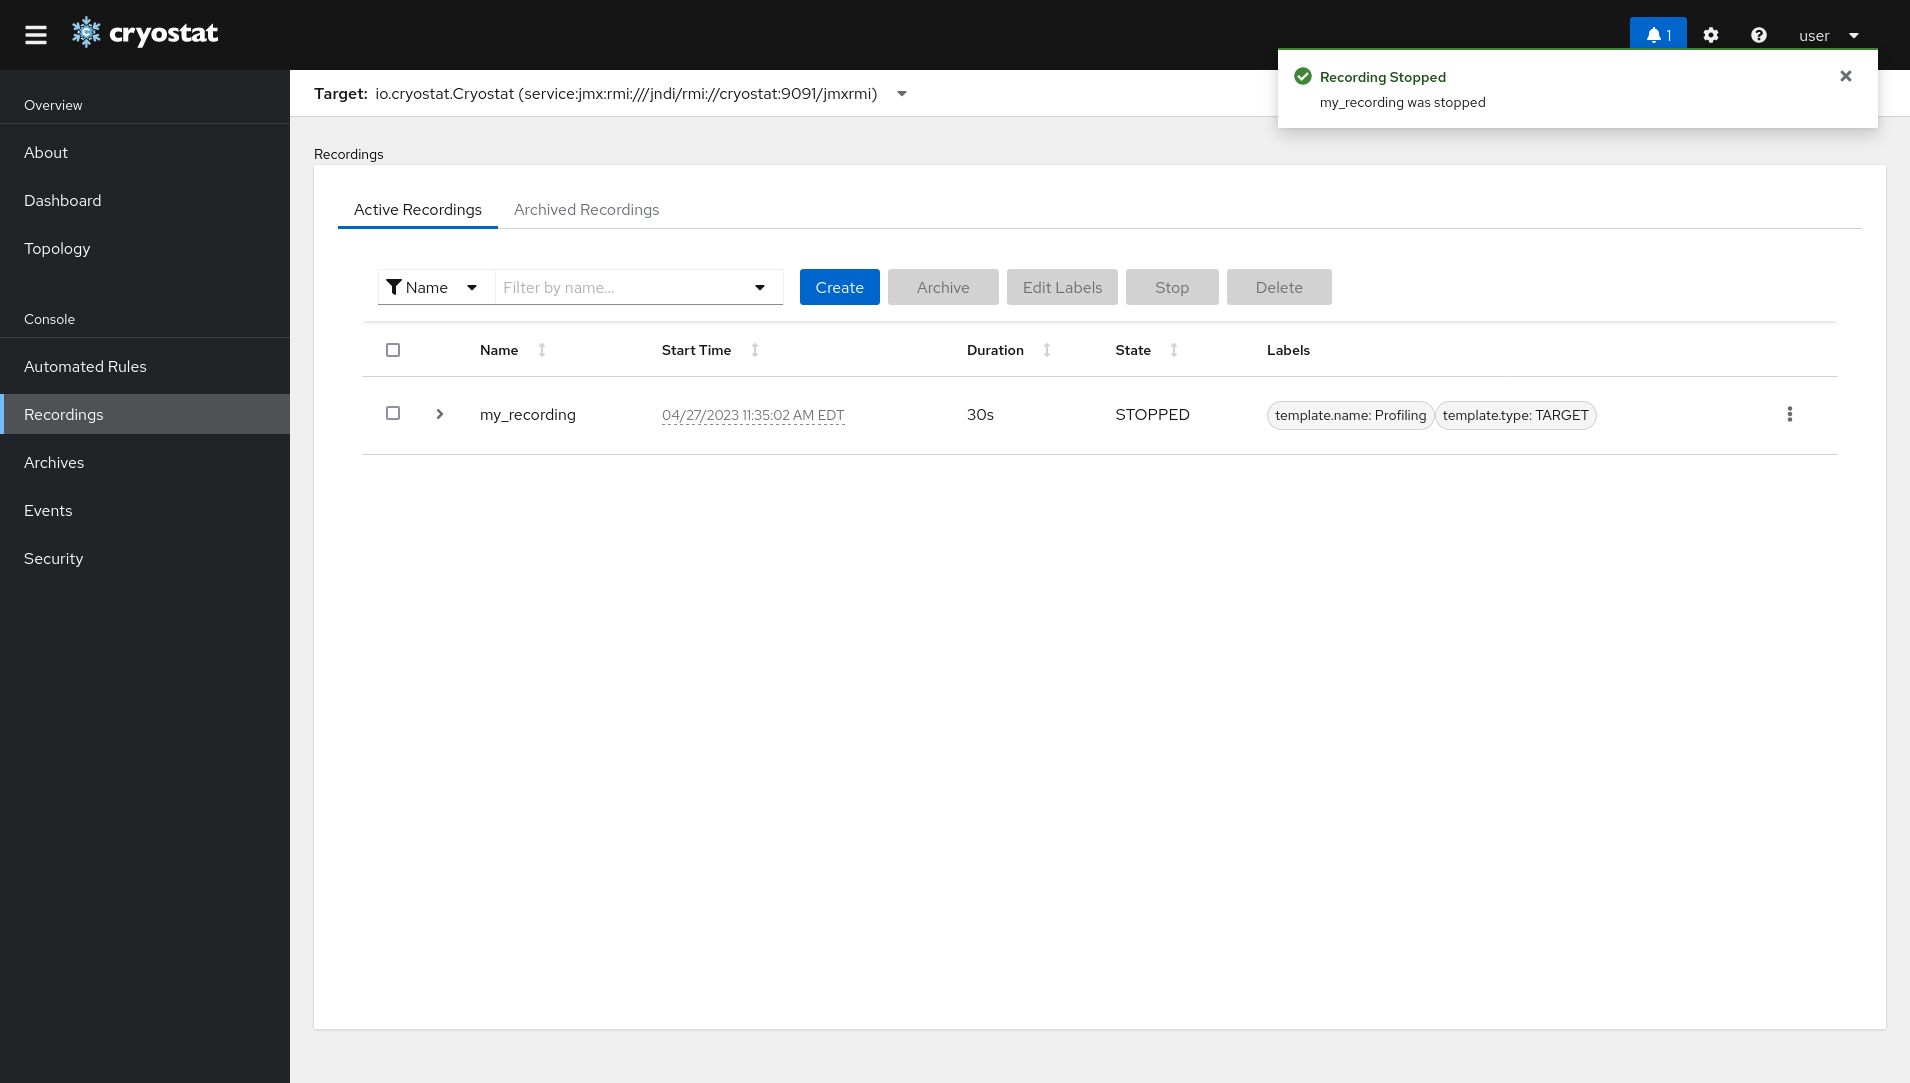 cryostat
1
user
Recording Stopped
my_recording was stopped
Target: io.cryostat.Cryostat (service:jmx:rmi:///jndi/rmi://cryostat:9091/jmxrmi)
Overview
About
Dashboard
Topology
Console
Automated Rules
Recordings
Archives
Events
Security
Recordings
Active Recordings Archived Recordings
Name Filter by name... Create Archive Edit Labels Stop Delete
Name Start Time Duration State Labels
my_recording 04/27/2023 11:35:02 AM EDT 30s STOPPED template.name: Profiling template.type: TARGET